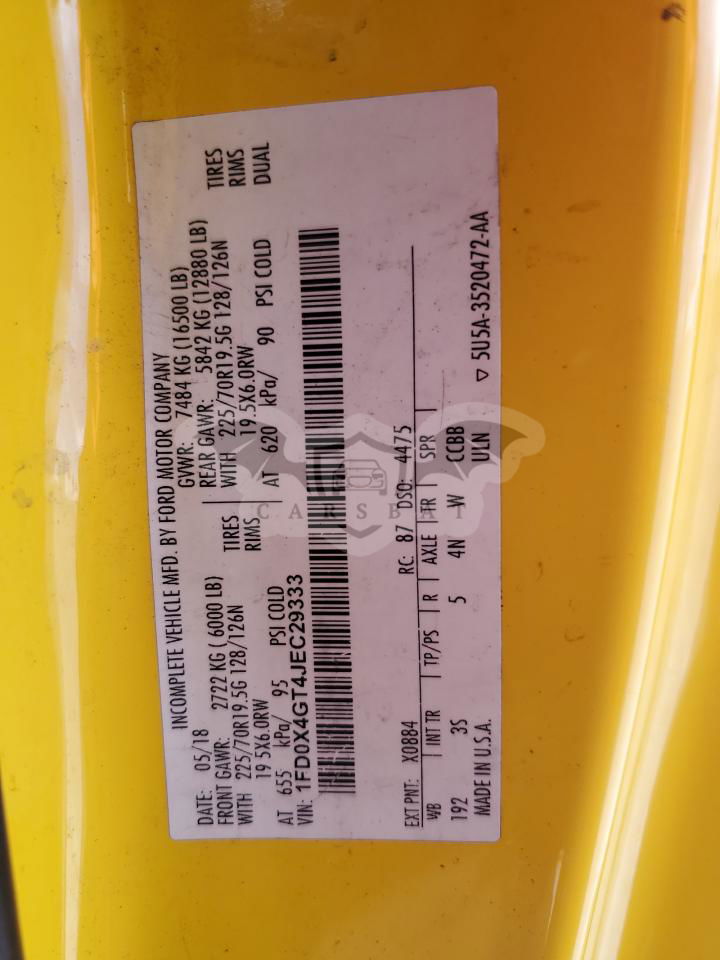 INCOMPLETE VEHICLE MFD. BY FORD MOTOR COMPANY
DATE: 05/18 GVWR: 7484 KG (16500 LB)
FRONT GAWR: 2722 KG ( 6000 LB) REAR GAWR: 5842 KG (12880 LB)
WITH 225/70R19.5G 128/126N TIRES WITH 225/70R19.5G 128/126N TIRES
19.5X6.0RW RIMS 19.5X6.0RW RIMS
AT 655 kPa/ 95 PSI COLD AT 620 kPa/ 90 PSI COLD DUAL
VIN: 1FD0X4GT4JEC29333
CARSBAT
EXT PNT: X0884 RC: 87 DSO: 4475
WB INT TR TP/PS R AXLE TR SPR
192 3S 5 4N W CCBB
MADE IN U.S.A. ULN
▽ 5U5A-3520472-AA